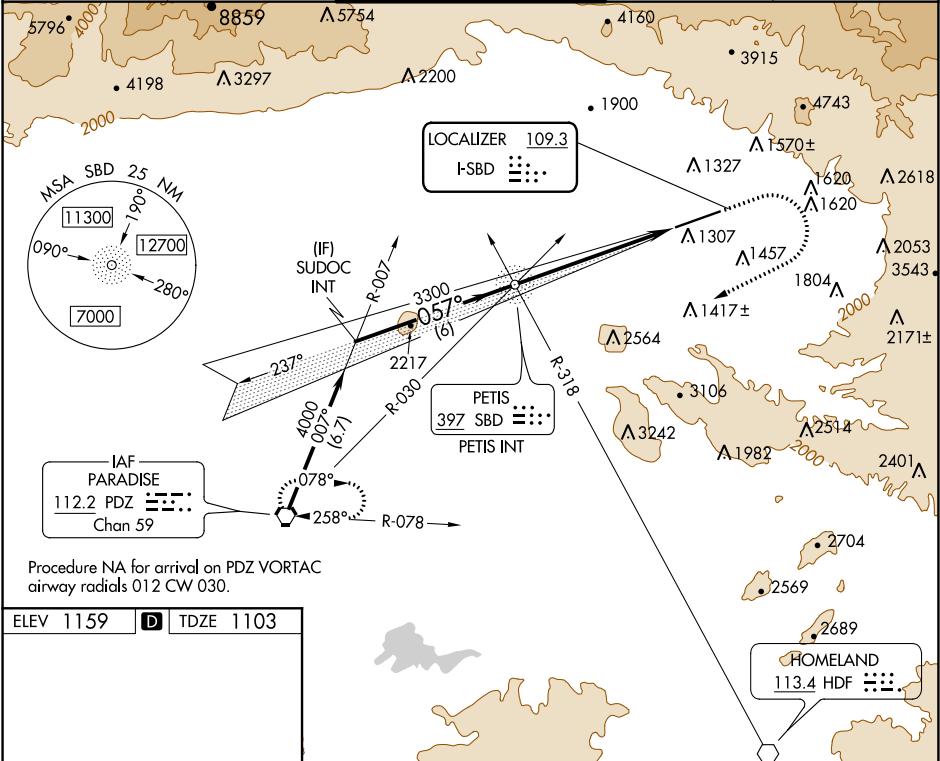 5796
4000
8859
5754
4160
3915
4198
3297
2200
2000
1900
4743
LOCALIZER 109.3
I-SBD
1570±
1327
1620
1620
2618
MSA SBD 25 NM
11300
190°
090°
12700
280°
7000
(IF)
SUDOC
INT
R-007
3300
057°
(6)
1307
1457
2053
3543
1804
2000
1417±
2171±
237°
2217
R-030
R-318
2564
4000
007°
(6.7)
PETIS
397 SBD
PETIS INT
3106
3242
1982
2514
2000
2401
IAF
PARADISE
112.2 PDZ
Chan 59
078°
258°
R-078
Procedure NA for arrival on PDZ VORTAC
airway radials 012 CW 030.
2704
2569
2689
ELEV 1159 D TDZE 1103
HOMELAND
113.4 HDF